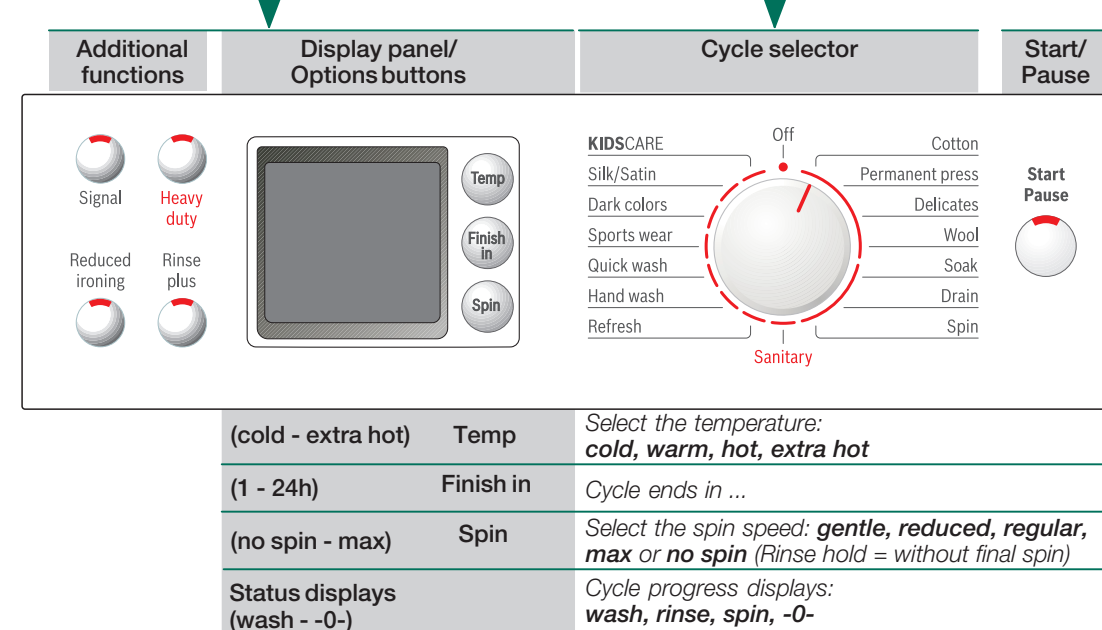 Additional
functions
Display panel/
Options buttons
Cycle selector
Start/
Pause
Signal
Heavy
duty
Reduced
ironing
Rinse
plus
Temp
Finish
in
Spin
Off
KIDSCARE
Silk/Satin
Dark colors
Sports wear
Quick wash
Hand wash
Refresh
Cotton
Permanent press
Delicates
Wool
Soak
Drain
Spin
Sanitary
Start
Pause
(cold - extra hot) Temp
Select the temperature:
cold, warm, hot, extra hot
(1 - 24h) Finish in
Cycle ends in ...
(no spin - max) Spin
Select the spin speed: gentle, reduced, regular,
max or no spin (Rinse hold = without final spin)
Status displays
(wash - -0-)
Cycle progress displays:
wash, rinse, spin, -0-